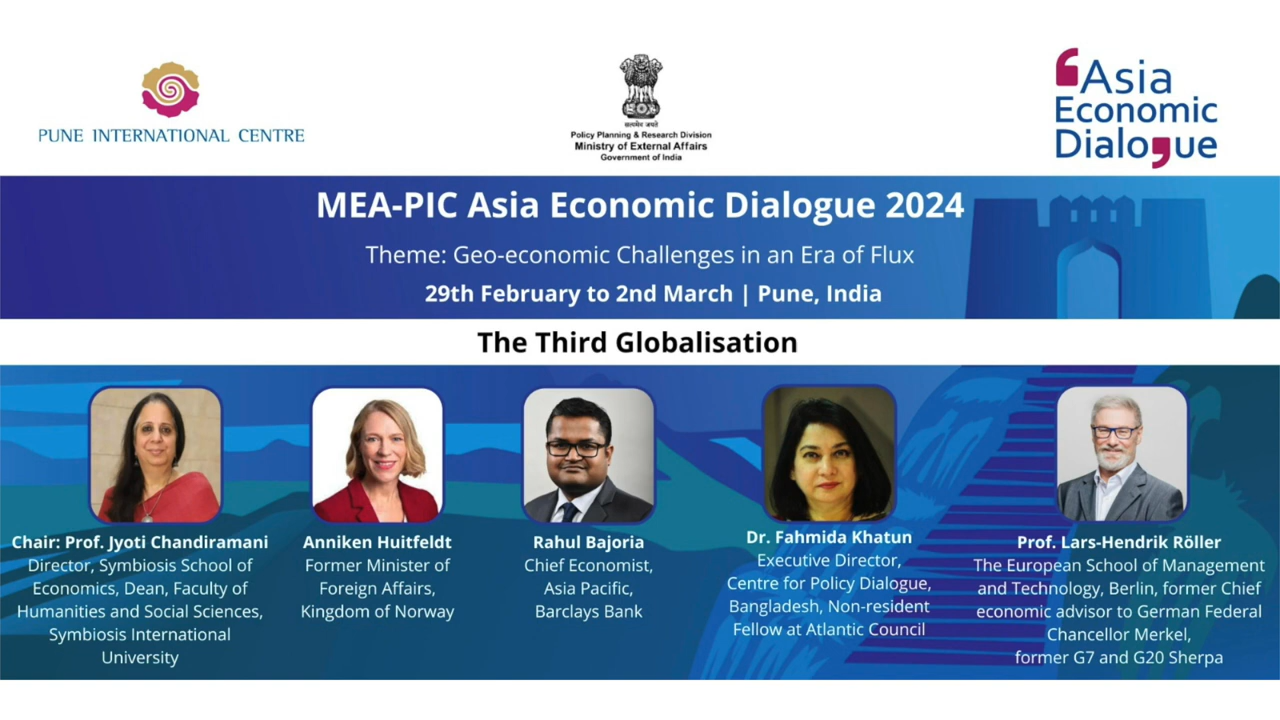 PUNE INTERNATIONAL CENTRE
सत्यमेव जयते
Policy Planning & Research Division
Ministry of External Affairs
Government of India
Asia
Economic
Dialogue
MEA-PIC Asia Economic Dialogue 2024
Theme: Geo-economic Challenges in an Era of Flux
29th February to 2nd March | Pune, India
The Third Globalisation
Chair: Prof. Jyoti Chandiramani
Director, Symbiosis School of
Economics, Dean, Faculty of
Humanities and Social Sciences,
Symbiosis International
University
Anniken Huitfeldt
Former Minister of
Foreign Affairs,
Kingdom of Norway
Rahul Bajoria
Chief Economist,
Asia Pacific,
Barclays Bank
Dr. Fahmida Khatun
Executive Director,
Centre for Policy Dialogue,
Bangladesh, Non-resident
Fellow at Atlantic Council
Prof. Lars-Hendrik Röller
The European School of Management
and Technology, Berlin, former Chief
economic advisor to German Federal
Chancellor Merkel,
former G7 and G20 Sherpa